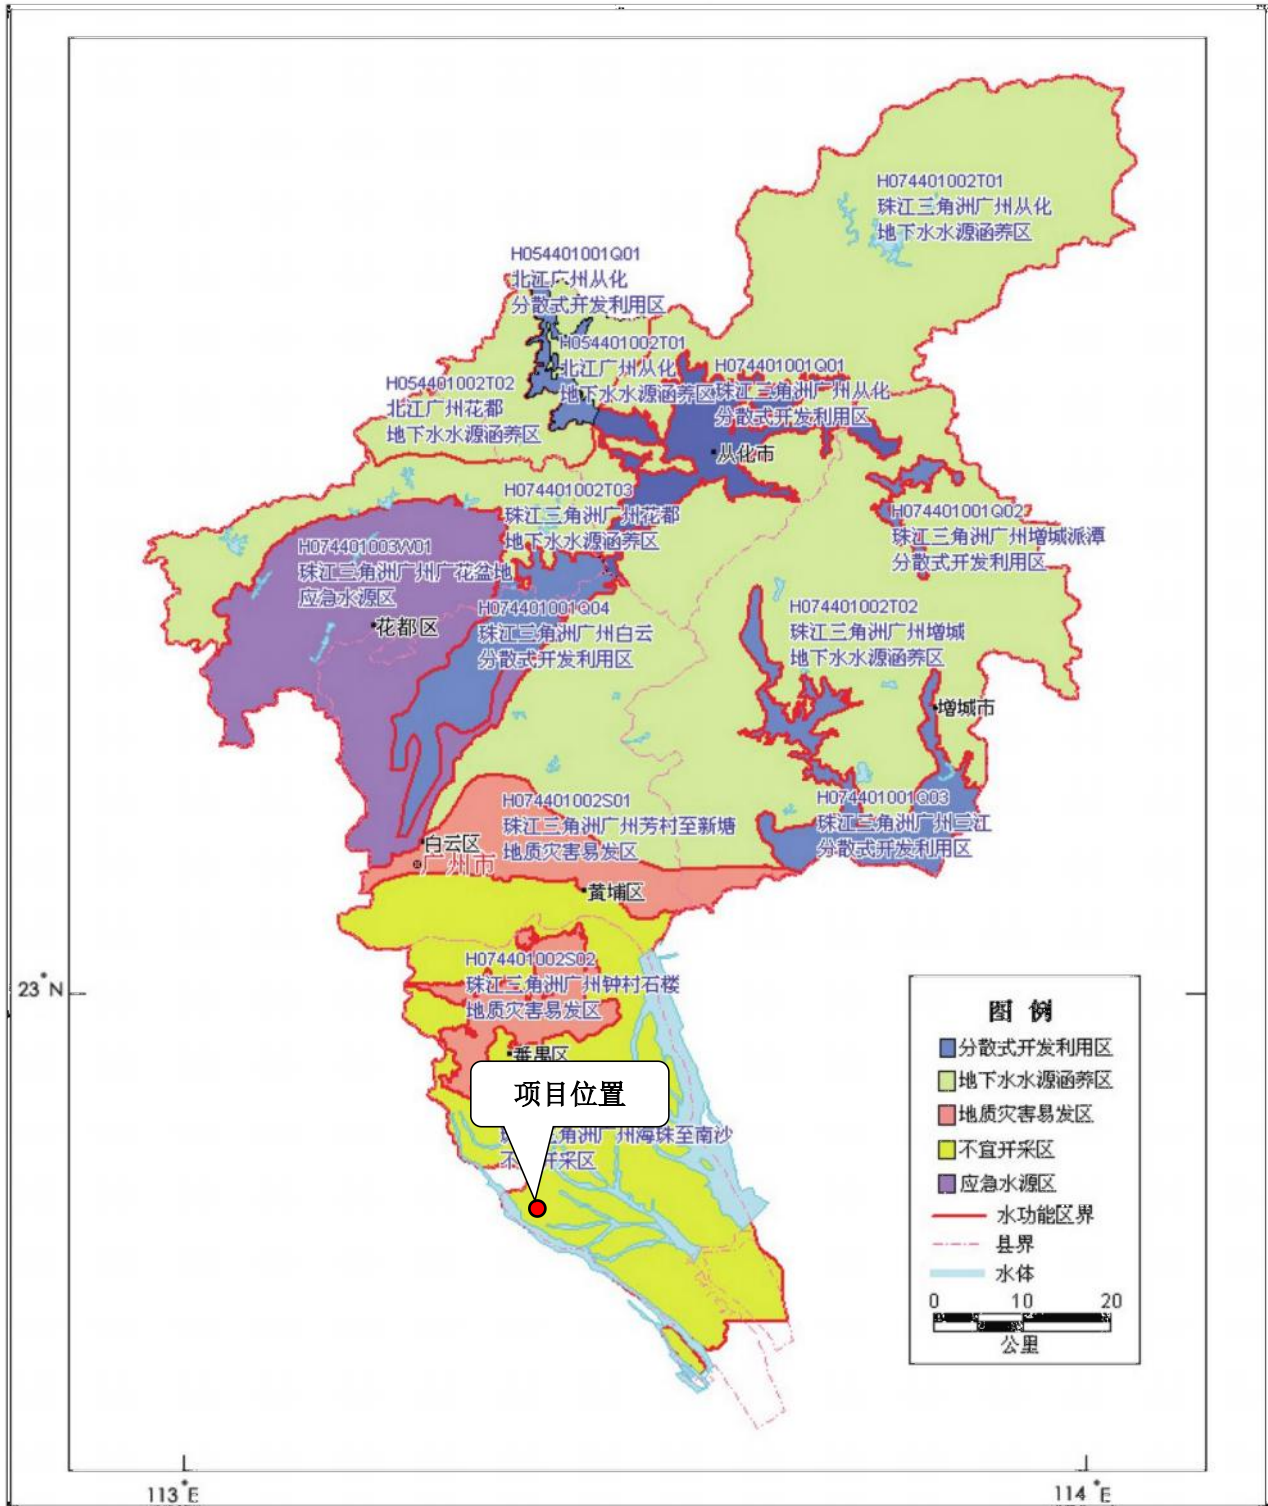 H074401002T01
珠江三角洲广州从化
地下水水源涵养区
H054401001Q01
北江广州从化
分散式开发利用区
H054401002T01
北江广州从化
地下水水源涵养区
H074401001Q01
珠江三角洲广州从化
分散式开发利用区
H054401002T02
北江广州花都
地下水水源涵养区
从化市
H074401002T03
珠江三角洲广州花都
地下水水源涵养区
H074401001Q02
珠江三角洲广州增城派潭
分散式开发利用区
H074401003W01
珠江三角洲广州广花盆地
应急水源区
花都区
H074401001Q04
珠江三角洲广州白云
分散式开发利用区
H074401002T02
珠江三角洲广州增城
地下水水源涵养区
增城市
H074401002S01
珠江三角洲广州芳村至新塘
地质灾害易发区
H074401001Q03
珠江三角洲广州三江
分散式开发利用区
白云区
广州市
黄埔区
H074401002S02
珠江三角洲广州钟村石楼
地质灾害易发区
番禺区
项目位置
角洲广州海珠至南沙
不 开采区
23°N
图 例
分散式开发利用区
地下水水源涵养区
地质灾害易发区
不宜开采区
应急水源区
水功能区界
县界
水体
0 10 20
公里
113°E
114°E